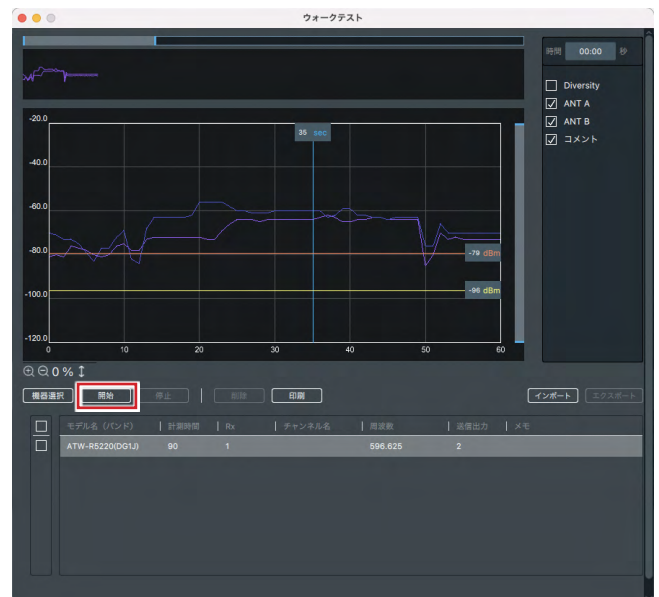 ウォークテスト
時間 00:00 秒
Diversity
ANT A
ANT B
コメント
-20.0
35 sec
-40.0
-60.0
-80.0
-79 dBm
-100.0
-96 dBm
-120.0
0 10 20 30 40 50 60
0 %
機器選択 開始 停止 削除 印刷 インポート エクスポート
モデル名（バンド） 計測時間 Rx チャンネル名 周波数 送信出力 メモ
ATW-R5220(DG1J) 90 1 596.625 2